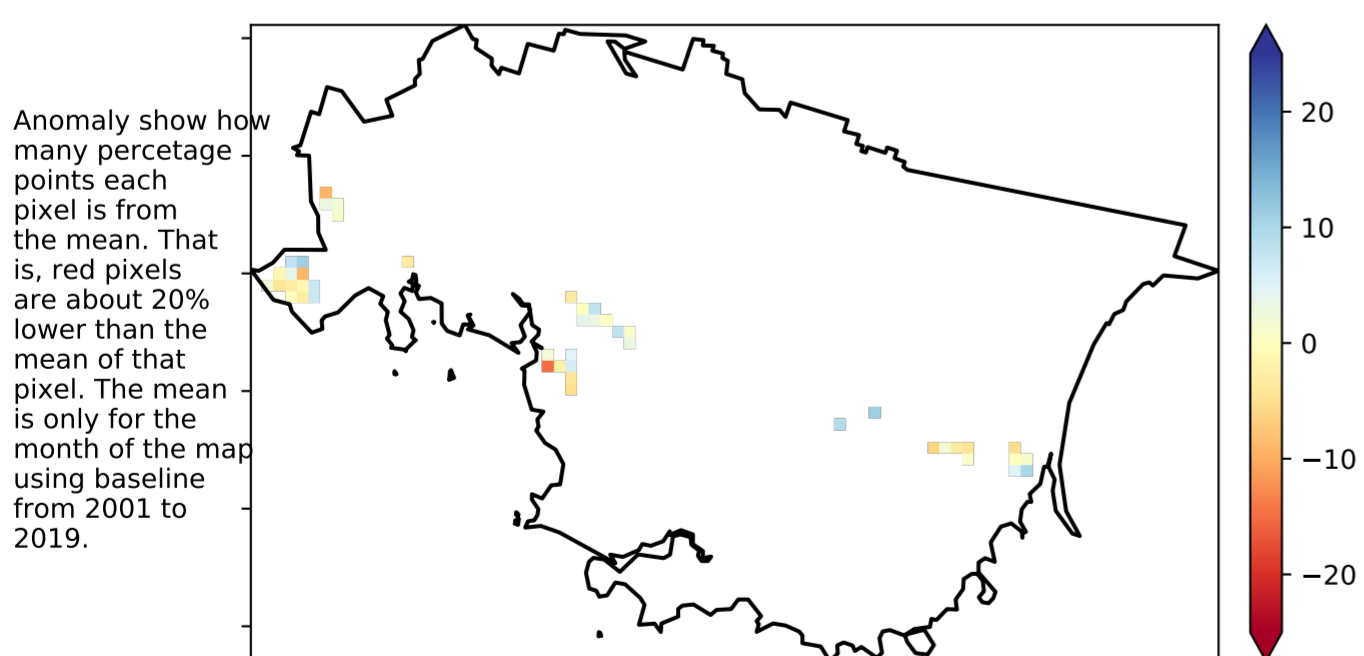 Anomaly show how
many percetage
points each
pixel is from
the mean. That
is, red pixels
are about 20%
lower than the
mean of that
pixel. The mean
is only for the
month of the map
using baseline
from 2001 to
2019.
20
10
0
−10
−20